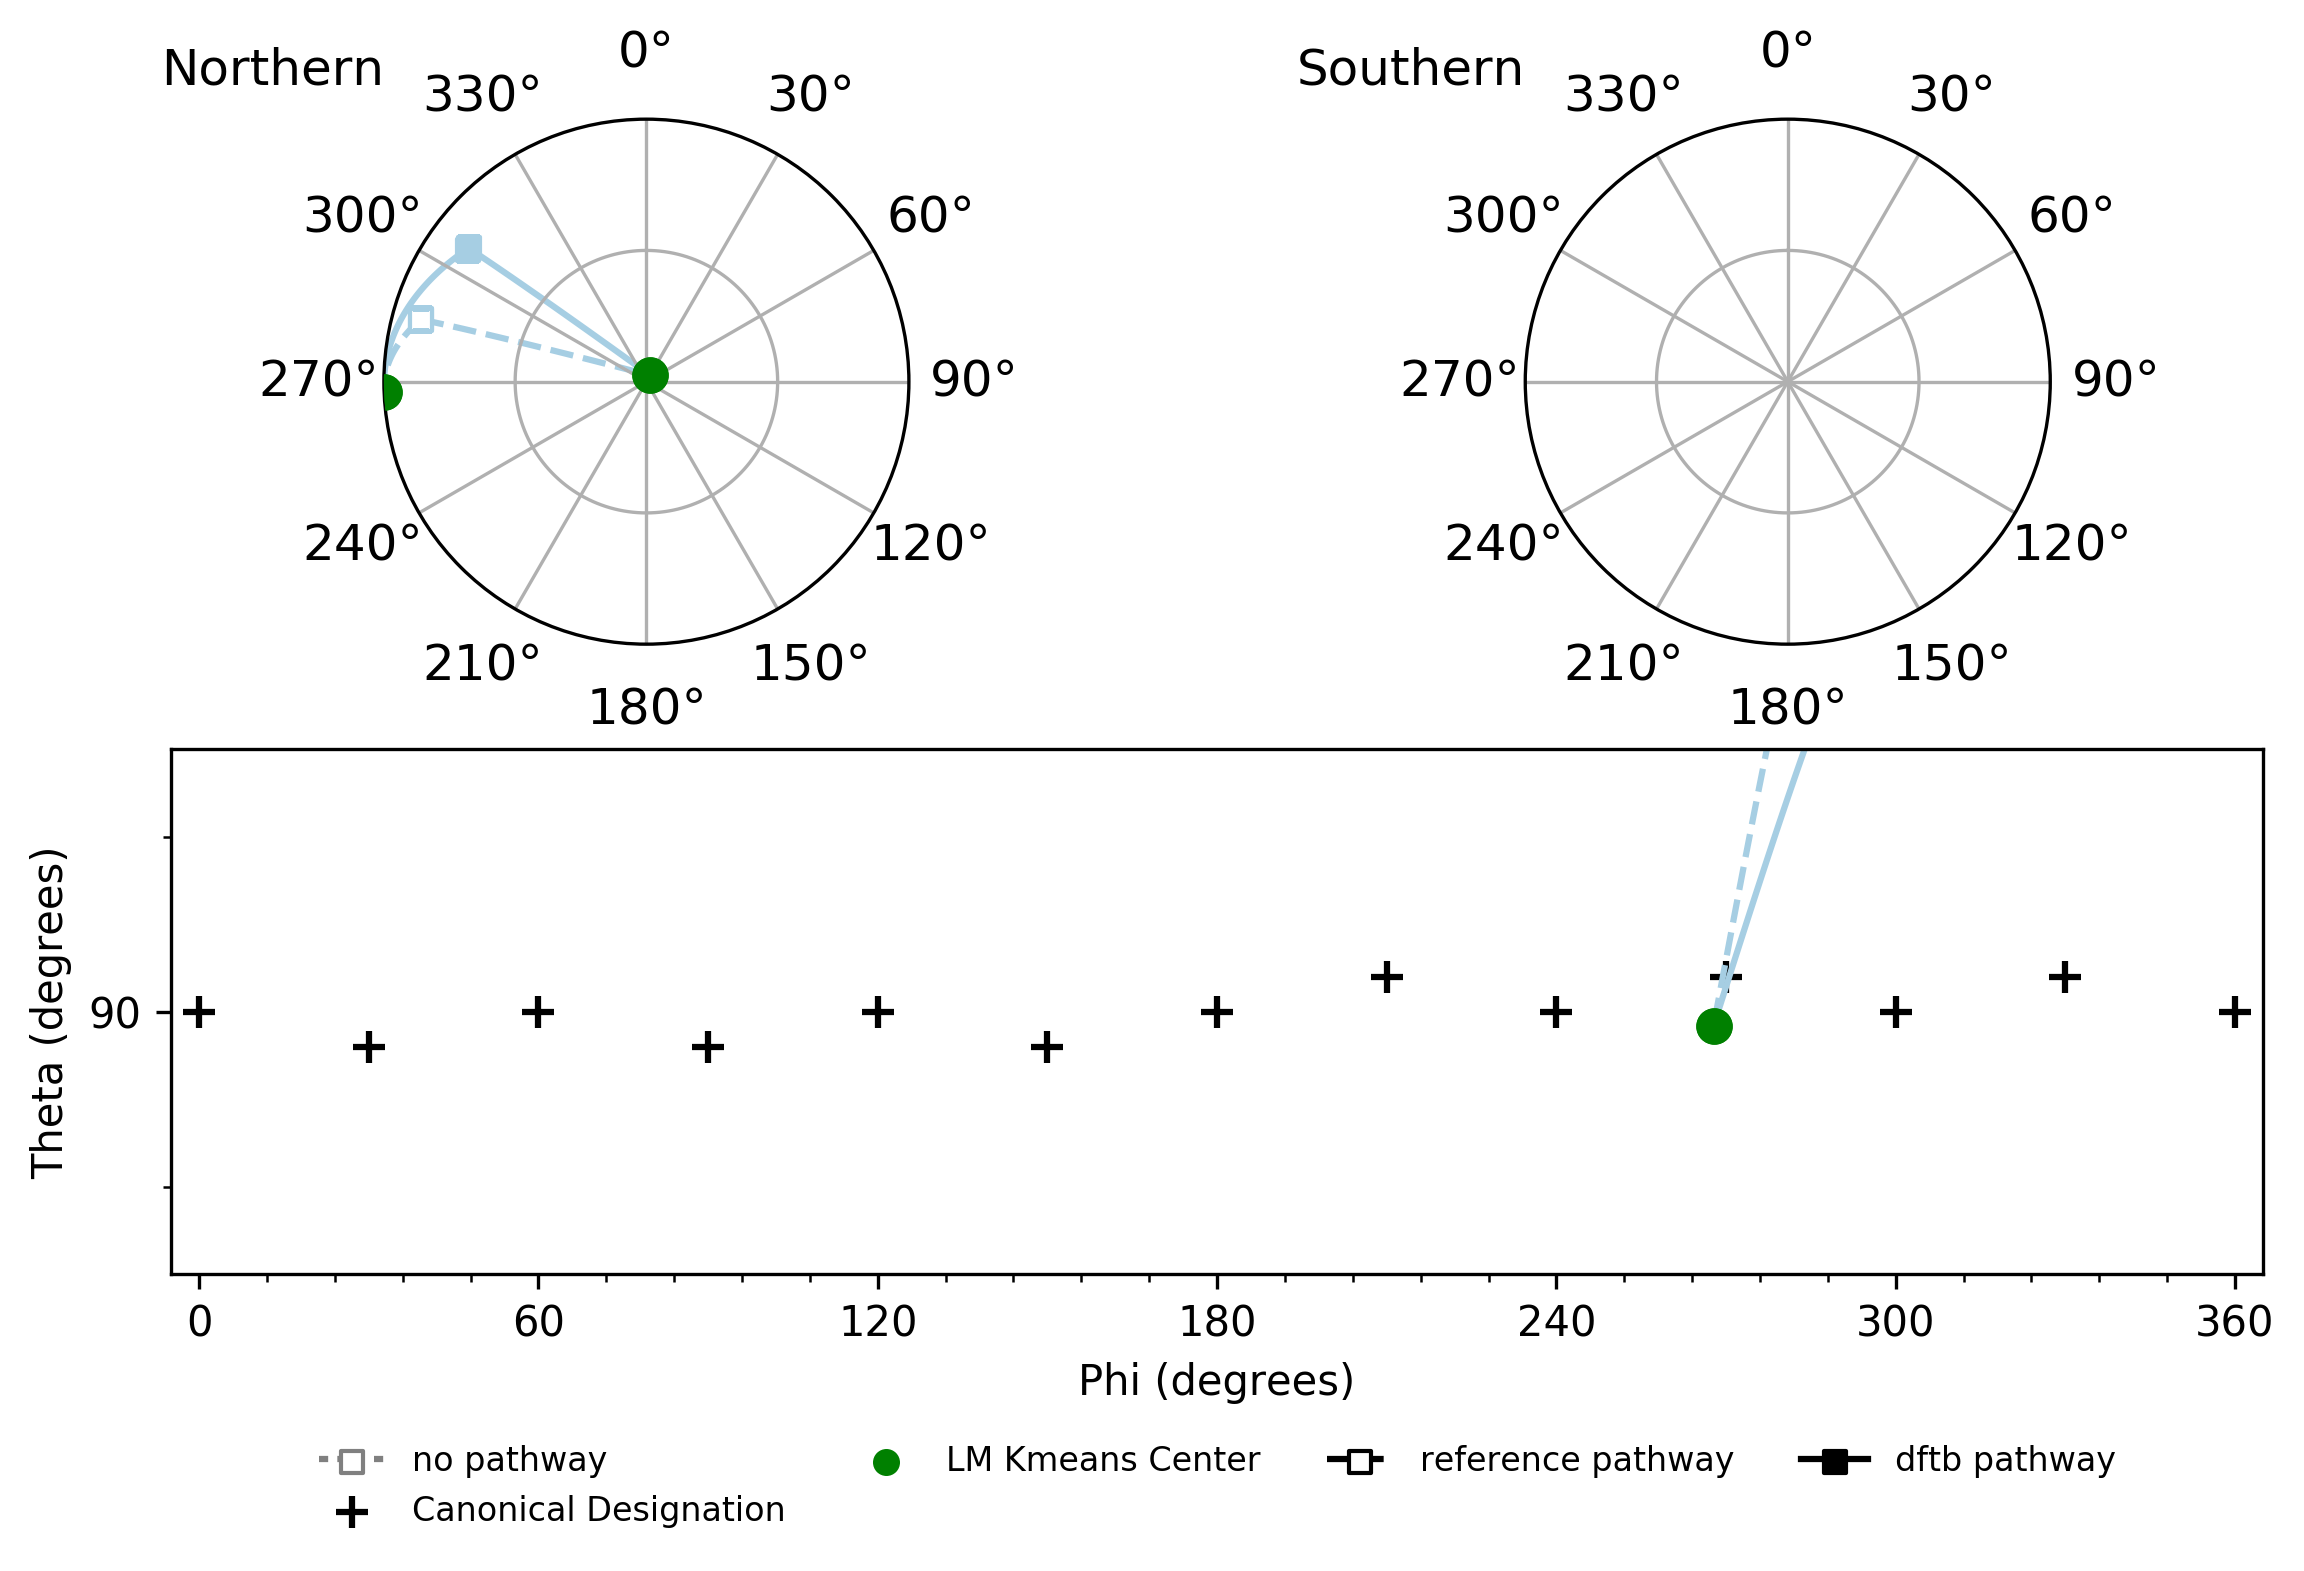 Northern
0°
30°
60°
90°
120°
150°
180°
210°
240°
270°
300°
330°
Southern
0°
30°
60°
90°
120°
150°
180°
210°
240°
270°
300°
330°
Theta (degrees)
90
0 60 120 180 240 300 360
Phi (degrees)
no pathway
Canonical Designation
LM Kmeans Center
reference pathway
dftb pathway